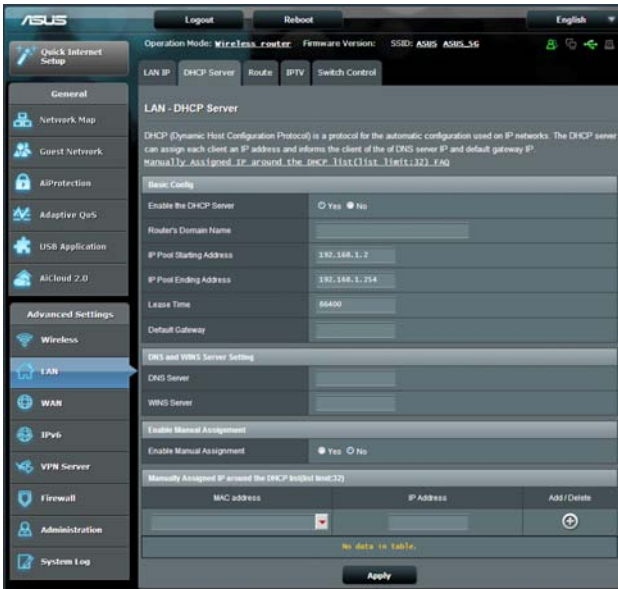 ASUS
Logout
Reboot
English
Quick Internet Setup
Operation Mode: Wireless router Firmware Version: SSID: ASUS ASUS_5G
LAN IP
DHCP Server
Route
IPTV
Switch Control
General
Network Map
Guest Network
AiProtection
Adaptive QoS
USB Application
AiCloud 2.0
Advanced Settings
Wireless
LAN
WAN
IPv6
VPN Server
Firewall
Administration
System Log
LAN - DHCP Server
DHCP (Dynamic Host Configuration Protocol) is a protocol for the automatic configuration used on IP networks. The DHCP server
can assign each client an IP address and informs the client of the of DNS server IP and default gateway IP.
Manually Assigned IP around the DHCP list(list limit:32) FAQ
Basic Config
Enable the DHCP Server
Yes No
Router's Domain Name
IP Pool Starting Address
192.168.1.2
IP Pool Ending Address
192.168.1.254
Lease Time
86400
Default Gateway
DNS and WINS Server Setting
DNS Server
WINS Server
Enable Manual Assignment
Enable Manual Assignment
Yes No
Manually Assigned IP around the DHCP list(list limit:32)
MAC address
IP Address
Add / Delete
No data in table.
Apply